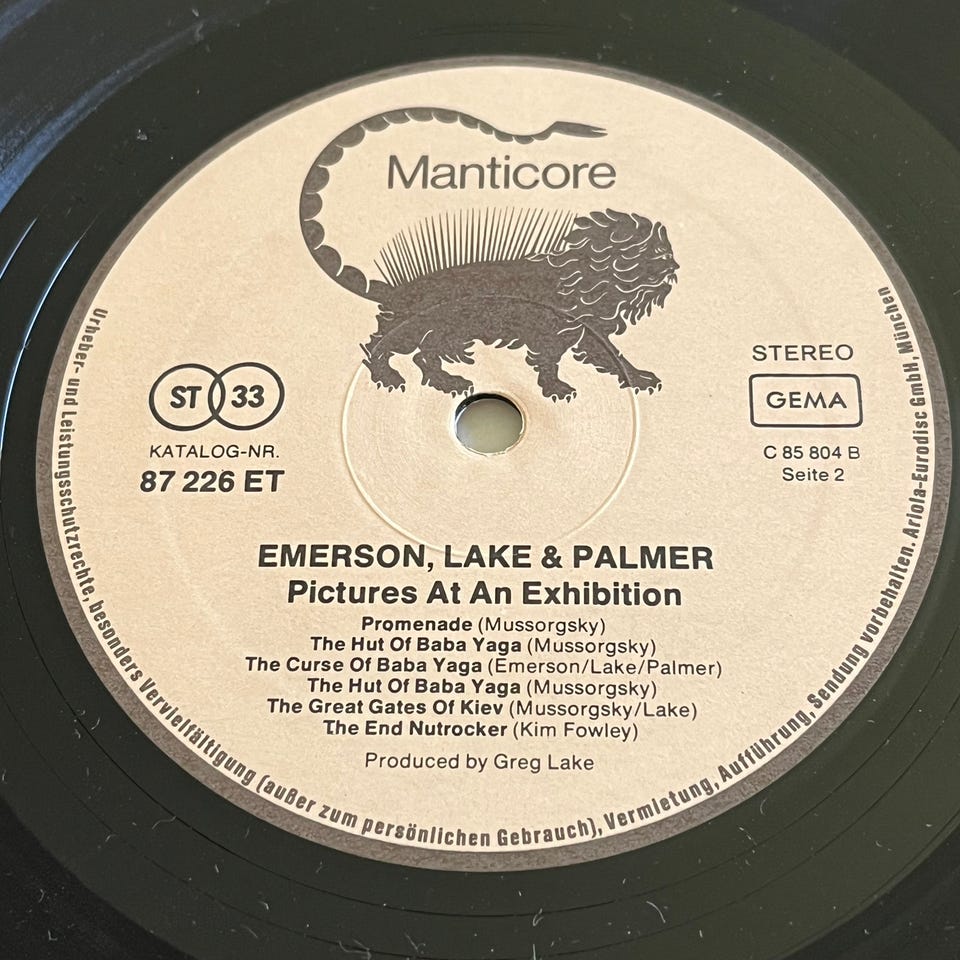 Manticore
ST 33
KATALOG-NR.
87 226 ET
STEREO
GEMA
C 85 804 B
Seite 2
EMERSON, LAKE & PALMER
Pictures At An Exhibition
Promenade (Mussorgsky)
The Hut Of Baba Yaga (Mussorgsky)
The Curse Of Baba Yaga (Emerson/Lake/Palmer)
The Hut Of Baba Yaga (Mussorgsky)
The Great Gates Of Kiev (Mussorgsky/Lake)
The End Nutrocker (Kim Fowley)
Produced by Greg Lake
Urheber- und Leistungsschutzrechte, besonders Vervielfältigung (außer zum persönlichen Gebrauch), Vermietung, Aufführung, Sendung vorbehalten. Ariola-Eurodisc GmbH, München